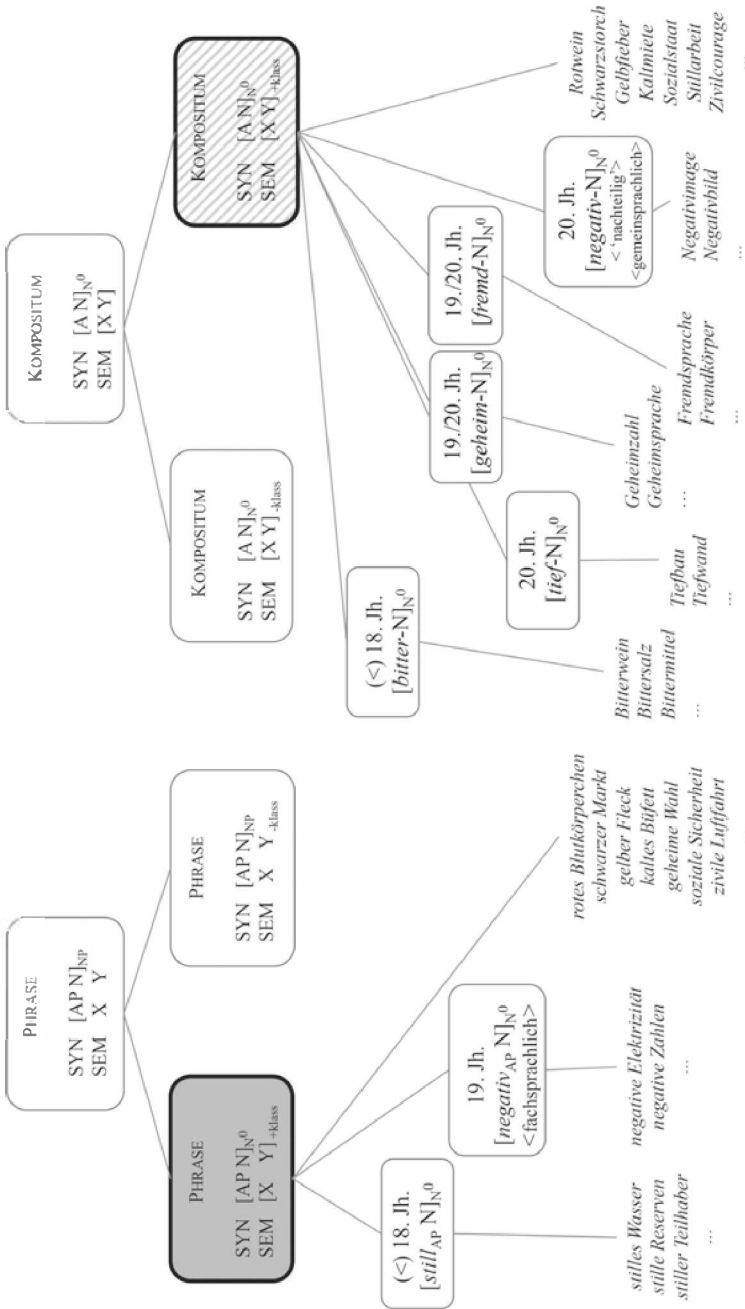 PHRASE
SYN [AP N]NP
SEM X Y
PHRASE
SYN [AP N]N⁰
SEM [X Y]+klass
PHRASE
SYN [AP N]NP
SEM X Y-klass
(<) 18. Jh.
[stillAP N]N⁰
19. Jh.
[negativAP N]N⁰
<fachsprachlich>
stilles Wasser
stille Reserven
stiller Teilhaber
...
negative Elektrizität
negative Zahlen
...
rotes Blutkörperchen
schwarzer Markt
gelber Fleck
kaltes Büfett
geheime Wahl
soziale Sicherheit
zivile Luftfahrt
KOMPOSITUM
SYN [A N]N⁰
SEM [X Y]
KOMPOSITUM
SYN [A N]N⁰
SEM [X Y]-klass
KOMPOSITUM
SYN [A N]N⁰
SEM [X Y]+klass
(<) 18. Jh.
[bitter-N]N⁰
20. Jh.
[tief-N]N⁰
19./20. Jh.
[geheim-N]N⁰
19./20. Jh.
[fremd-N]N⁰
20. Jh.
[negativ-N]N⁰
< ‘nachteilig’>
<gemeinsprachlich>
Bitterwein
Bittersalz
Bittermittel
...
Tiefbau
Tiefwand
...
Geheimzahl
Geheimsprache
...
Fremdsprache
Fremdkörper
...
Negativimage
Negativbild
...
Rotwein
Schwarzstorch
Gelbfieber
Kaltmiete
Sozialstaat
Stillarbeit
Zivilcourage
...